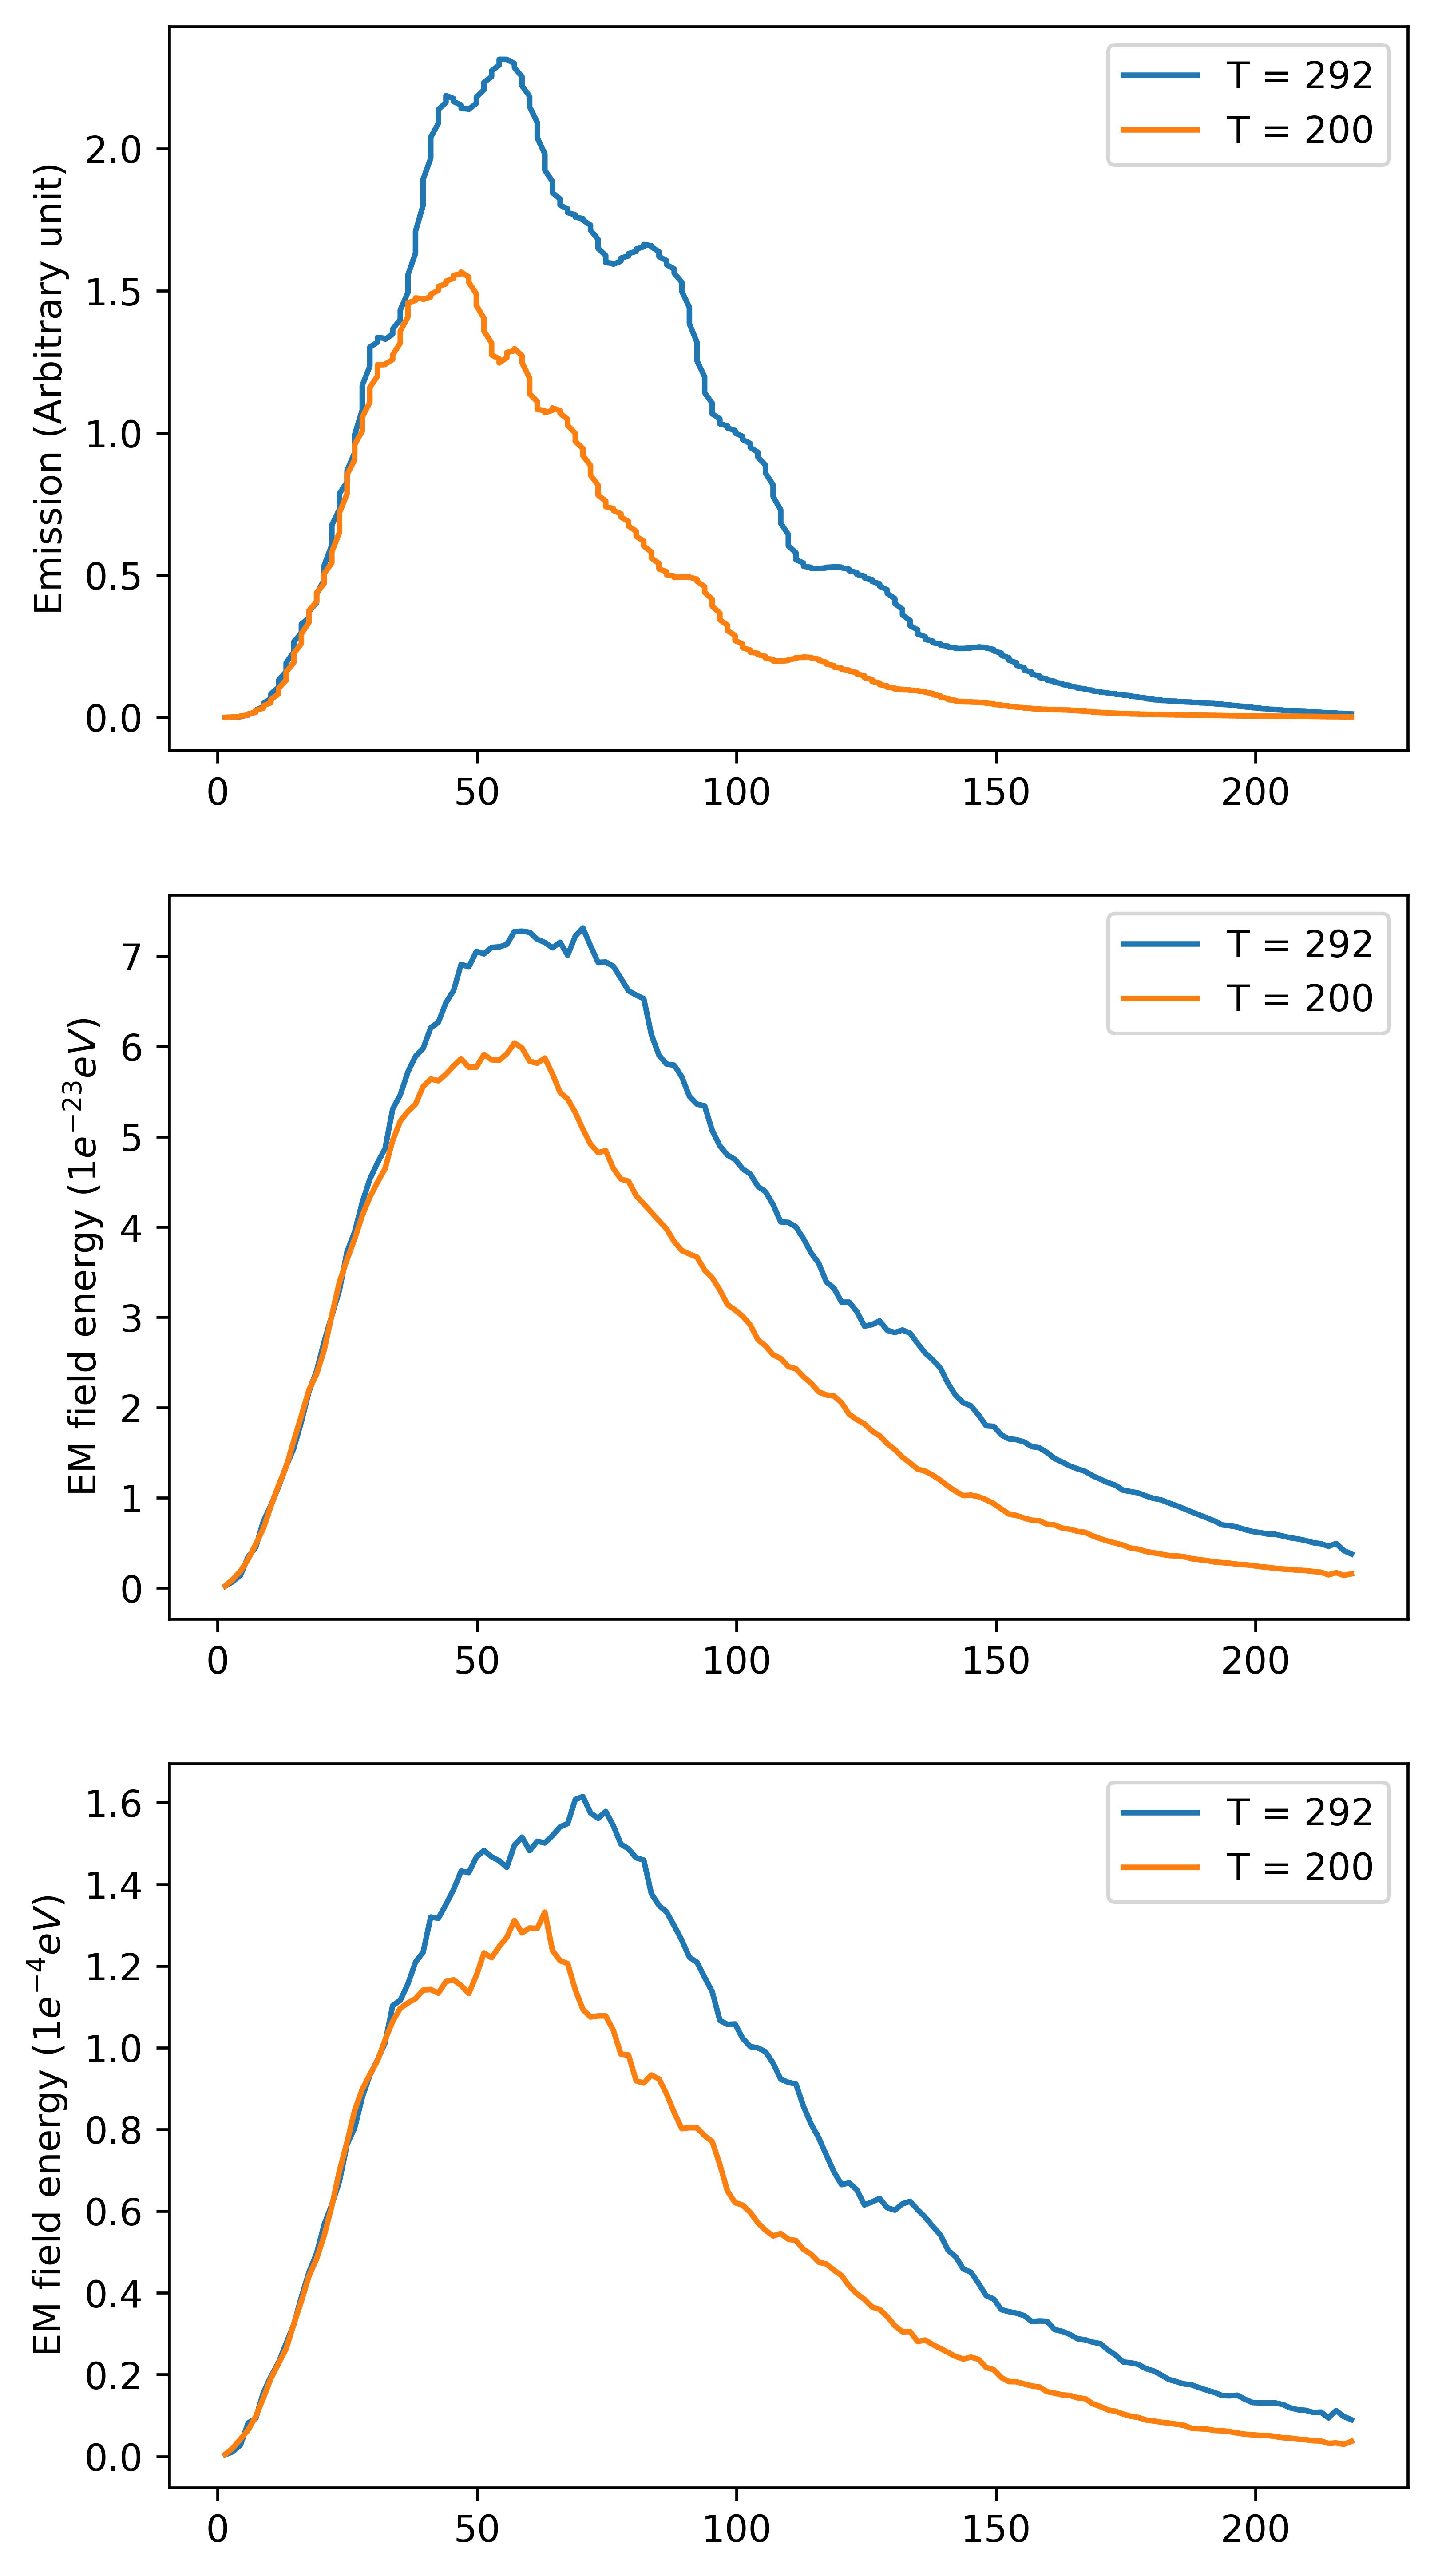 Emission (Arbitrary unit)
2.0
1.5
1.0
0.5
0.0
T = 292
T = 200
0 50 100 150 200
EM field energy (1e⁻²³eV)
7
6
5
4
3
2
1
0
T = 292
T = 200
0 50 100 150 200
EM field energy (1e⁻⁴eV)
1.6
1.4
1.2
1.0
0.8
0.6
0.4
0.2
0.0
T = 292
T = 200
0 50 100 150 200